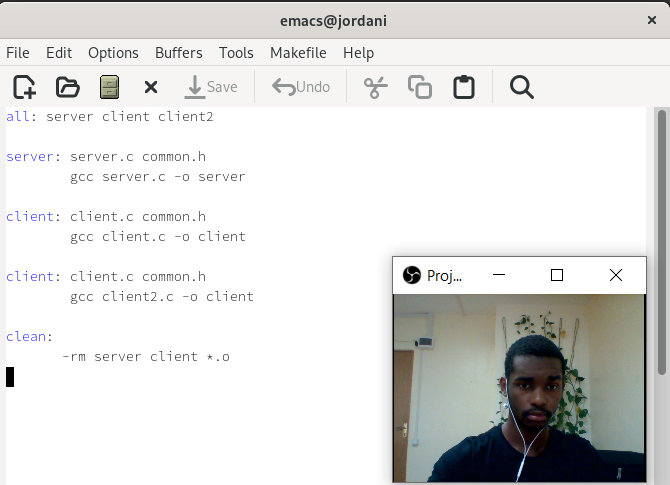 emacs@jordani
File Edit Options Buffers Tools Makefile Help
Save Undo
all: server client client2
server: server.c common.h
gcc server.c -o server
client: client.c common.h
gcc client.c -o client
client: client.c common.h
gcc client2.c -o client
clean:
-rm server client *.o
Proj...